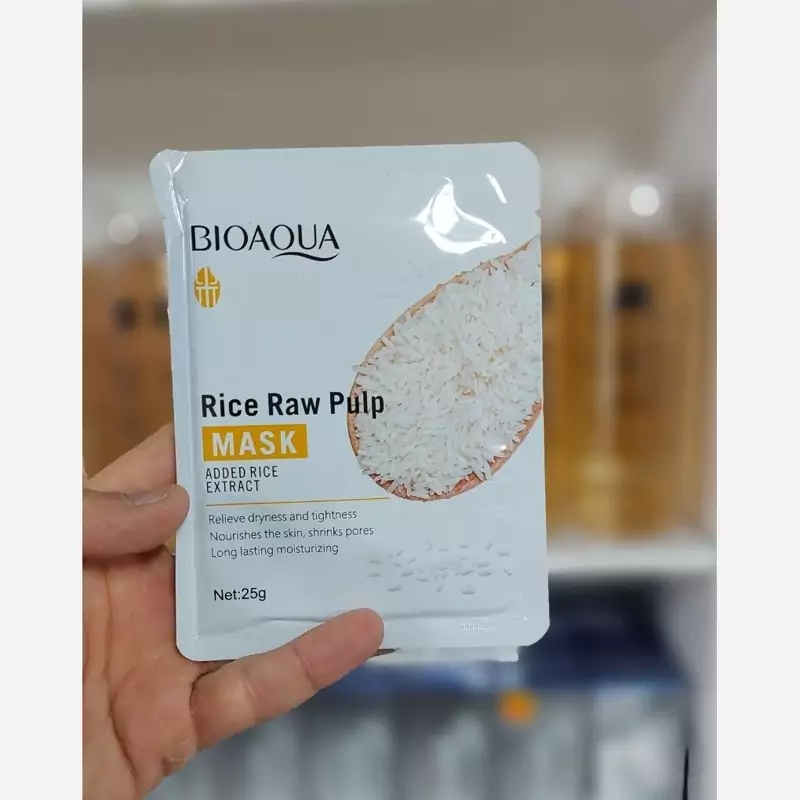 BIOAQUA
Rice Raw Pulp
MASK
ADDED RICE
EXTRACT
Relieve dryness and tightness
Nourishes the skin, shrinks pores
Long lasting moisturizing
Net:25g